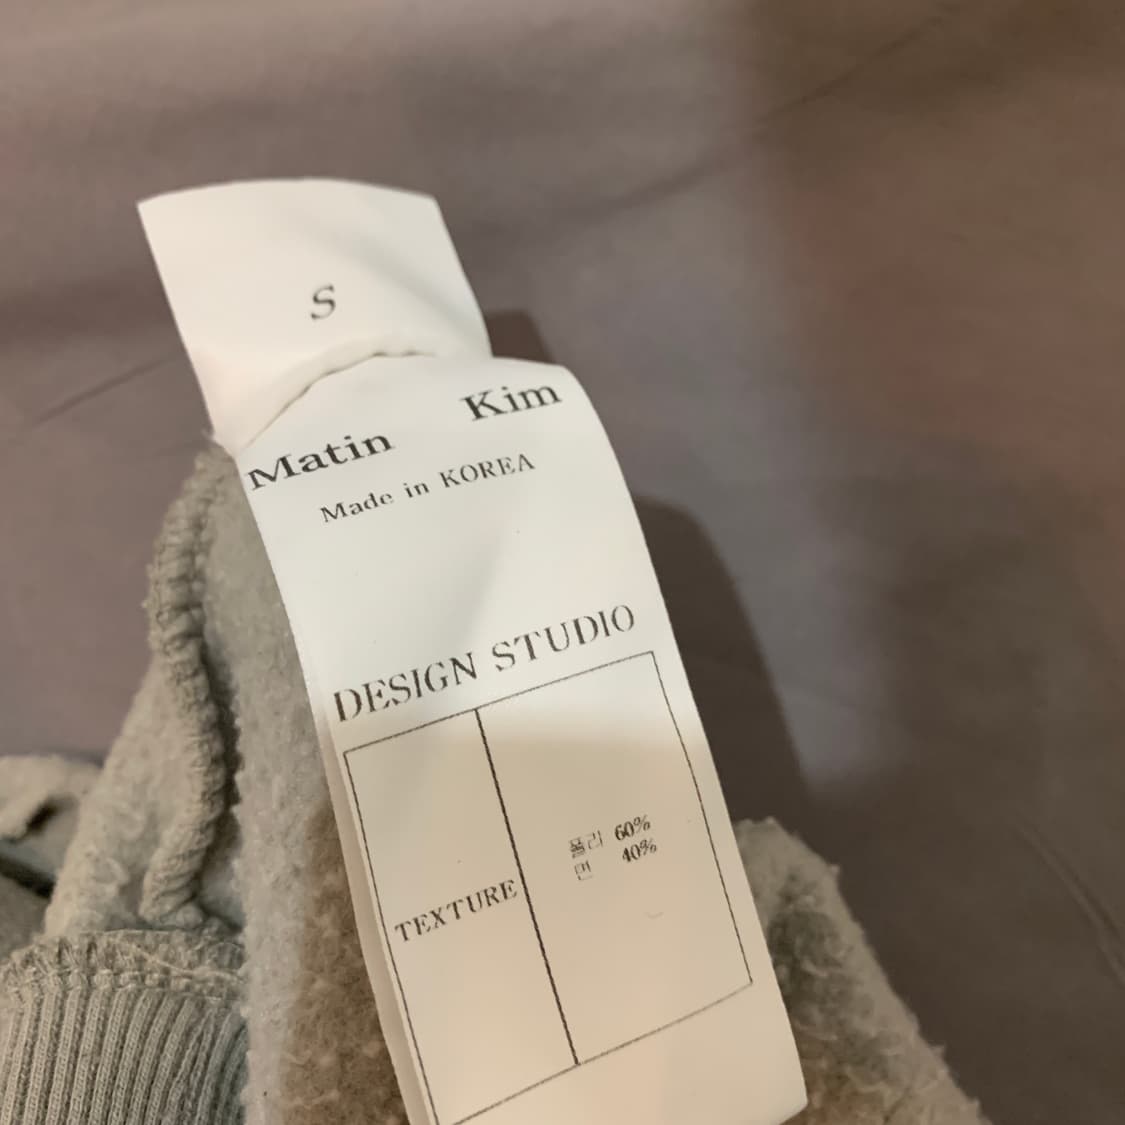 S
Matin Kim
Made in KOREA
DESIGN STUDIO
TEXTURE
폴리 60%
면 40%